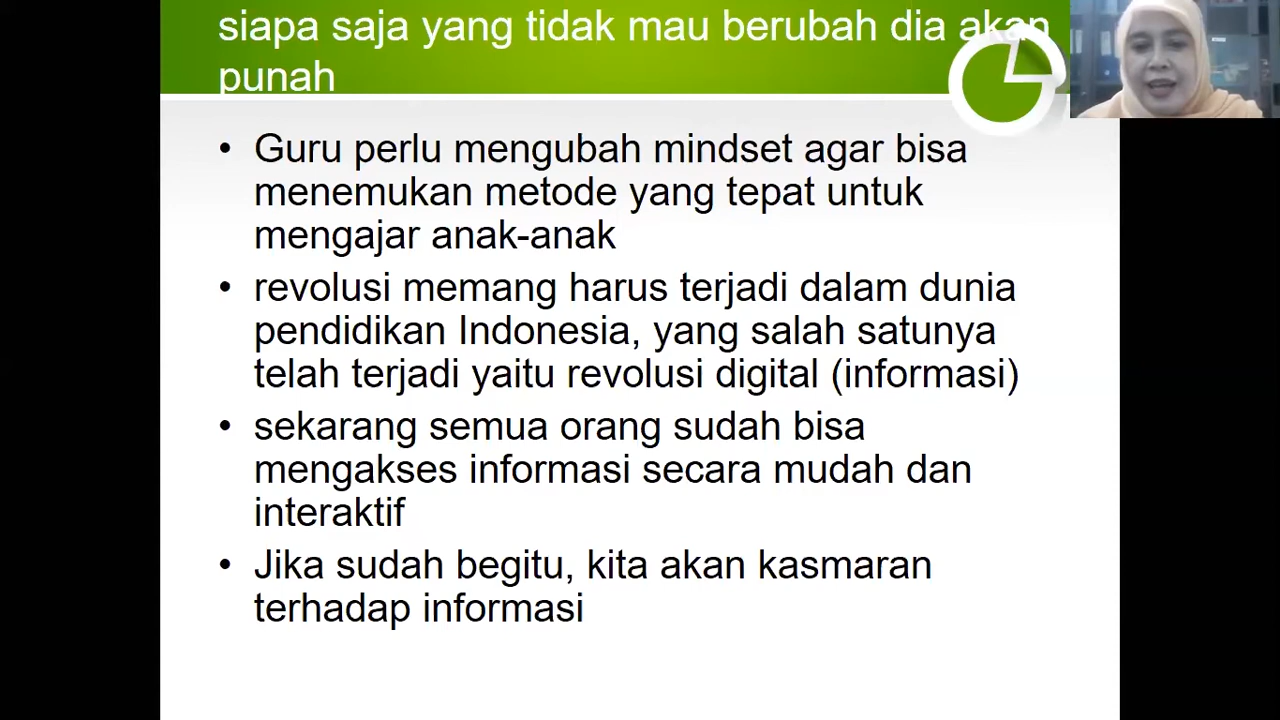 siapa saja yang tidak mau berubah dia akan
punah
• Guru perlu mengubah mindset agar bisa
menemukan metode yang tepat untuk
mengajar anak-anak
• revolusi memang harus terjadi dalam dunia
pendidikan Indonesia, yang salah satunya
telah terjadi yaitu revolusi digital (informasi)
• sekarang semua orang sudah bisa
mengakses informasi secara mudah dan
interaktif
• Jika sudah begitu, kita akan kasmaran
terhadap informasi